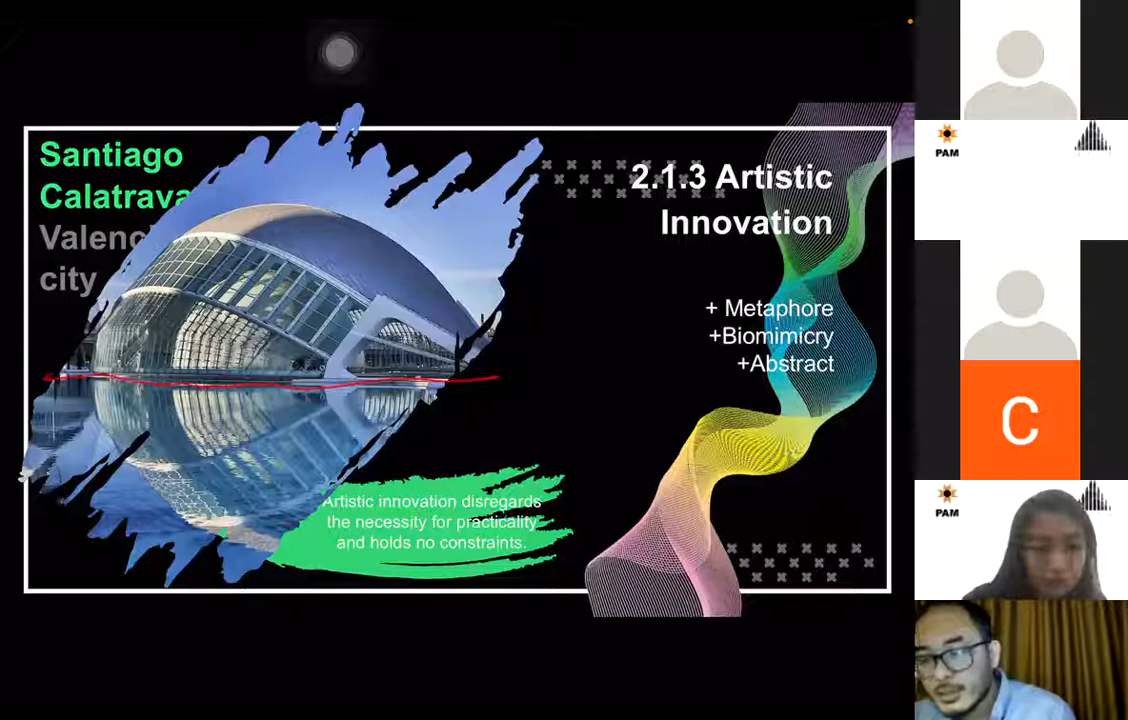 Santiago
Calatrava
Valenc
city
2.1.3 Artistic
Innovation
+ Metaphore
+Biomimicry
+Abstract
Artistic innovation disregards
the necessity for practicality
and holds no constraints.
PAM
C
PAM